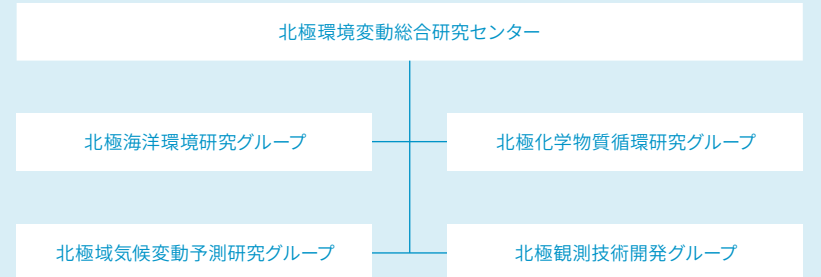 北極環境変動総合研究センター
北極海洋環境研究グループ
北極化学物質循環研究グループ
北極域気候変動予測研究グループ
北極観測技術開発グループ